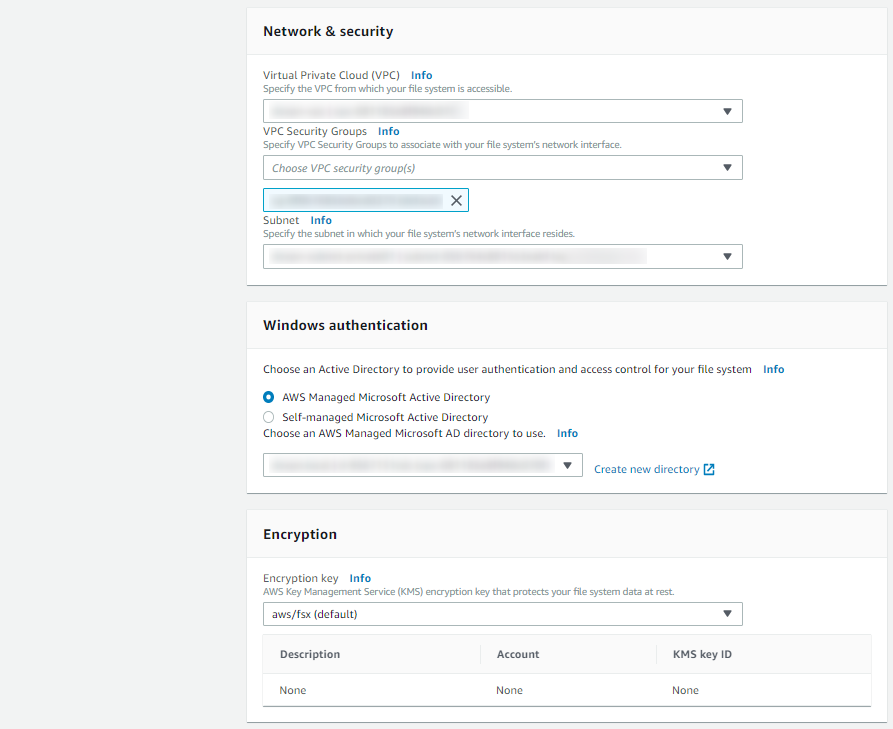 Network & security
Virtual Private Cloud (VPC) Info
Specify the VPC from which your file system is accessible.
VPC Security Groups Info
Specify VPC Security Groups to associate with your file system's network interface.
Choose VPC security group(s)
Subnet Info
Specify the subnet in which your file system's network interface resides.
Windows authentication
Choose an Active Directory to provide user authentication and access control for your file system Info
AWS Managed Microsoft Active Directory
Self-managed Microsoft Active Directory
Choose an AWS Managed Microsoft AD directory to use. Info
Create new directory
Encryption
Encryption key Info
AWS Key Management Service (KMS) encryption key that protects your file system data at rest.
aws/fsx (default)
Description Account KMS key ID
None None None